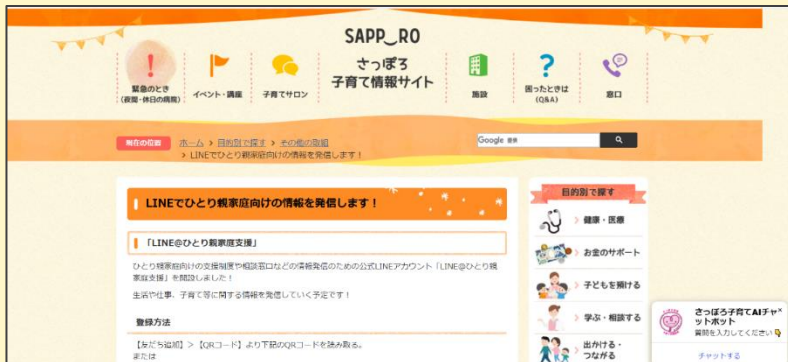 SAPP_RO
さっぽろ
子育て情報サイト
緊急のとき
(夜間・休日の病院)
イベント・講座
子育てサロン
施設
困ったときは
(Q&A)
窓口
現在の位置
ホーム > 目的別で探す > その他の取組
> LINEでひとり親家庭向けの情報を発信します！
Google 検索
LINEでひとり親家庭向けの情報を発信します！
「LINE@ひとり親家庭支援」
ひとり親家庭向けの支援制度や相談窓口などの情報発信のための公式LINEアカウント「LINE@ひとり親
家庭支援」を開設しました！
生活や仕事、子育て等に関する情報を発信していく予定です！
登録方法
【友だち追加】>【QRコード】より下記のQRコードを読み取る。
または
目的別で探す
健康・医療
お金のサポート
子どもを預ける
学ぶ・相談する
出かける・
つながる
さっぽろ子育てAIチャ
ットボット
×
質問を入力してください
チャットする